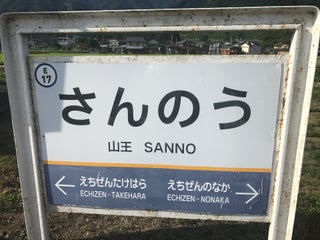 E
17
さんのう
山王 SANNO
えちぜんたけはら えちぜんのなか
ECHIZEN-TAKEHARA ECHIZEN-NONAKA